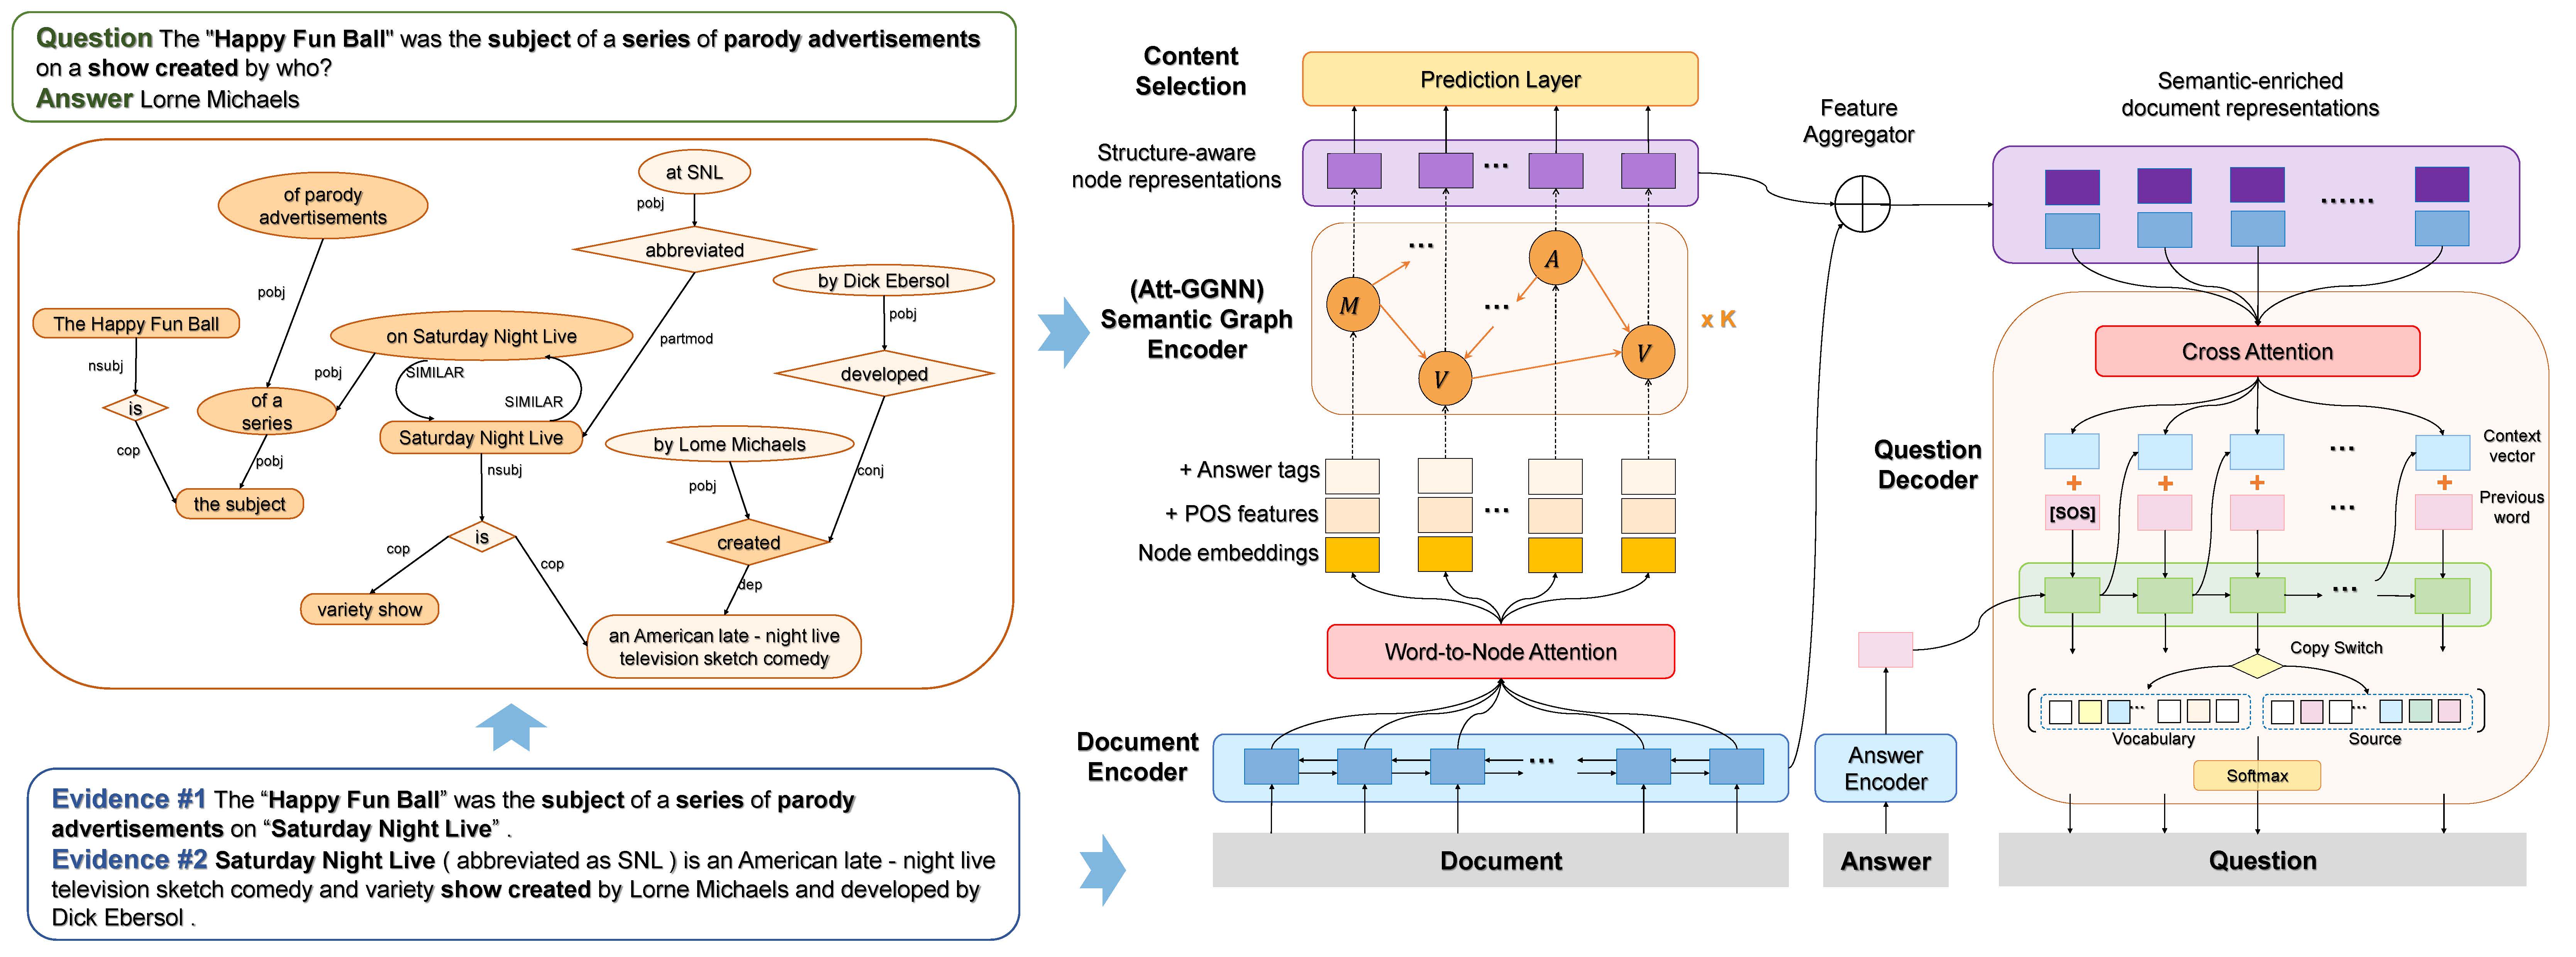 Question The "Happy Fun Ball" was the subject of a series of parody advertisements
on a show created by who?
Answer Lorne Michaels
at SNL
of parody
advertisements
pobj
abbreviated
by Dick Ebersol
pobj
The Happy Fun Ball
on Saturday Night Live
pobj
partmod
nsubj
pobj
SIMILAR
developed
is
of a
series
SIMILAR
Saturday Night Live
by Lome Michaels
cop
pobj
nsubj
conj
pobj
the subject
is
created
cop
cop
dep
variety show
an American late - night live
television sketch comedy
Evidence #1 The “Happy Fun Ball” was the subject of a series of parody
advertisements on “Saturday Night Live” .
Evidence #2 Saturday Night Live ( abbreviated as SNL ) is an American late - night live
television sketch comedy and variety show created by Lorne Michaels and developed by
Dick Ebersol .
Content
Selection
Prediction Layer
Structure-aware
node representations
...
(Att-GGNN)
Semantic Graph
Encoder
...
M
A
...
V
V
x K
+ Answer tags
+ POS features
...
Node embeddings
Word-to-Node Attention
Document
Encoder
...
Document
Feature
Aggregator
Answer
Encoder
Answer
Semantic-enriched
document representations
......
Cross Attention
Question
Decoder
...
Context
vector
+ + + +
[SOS]
...
Previous
word
...
Copy Switch
...
...
Vocabulary
Source
Softmax
Question